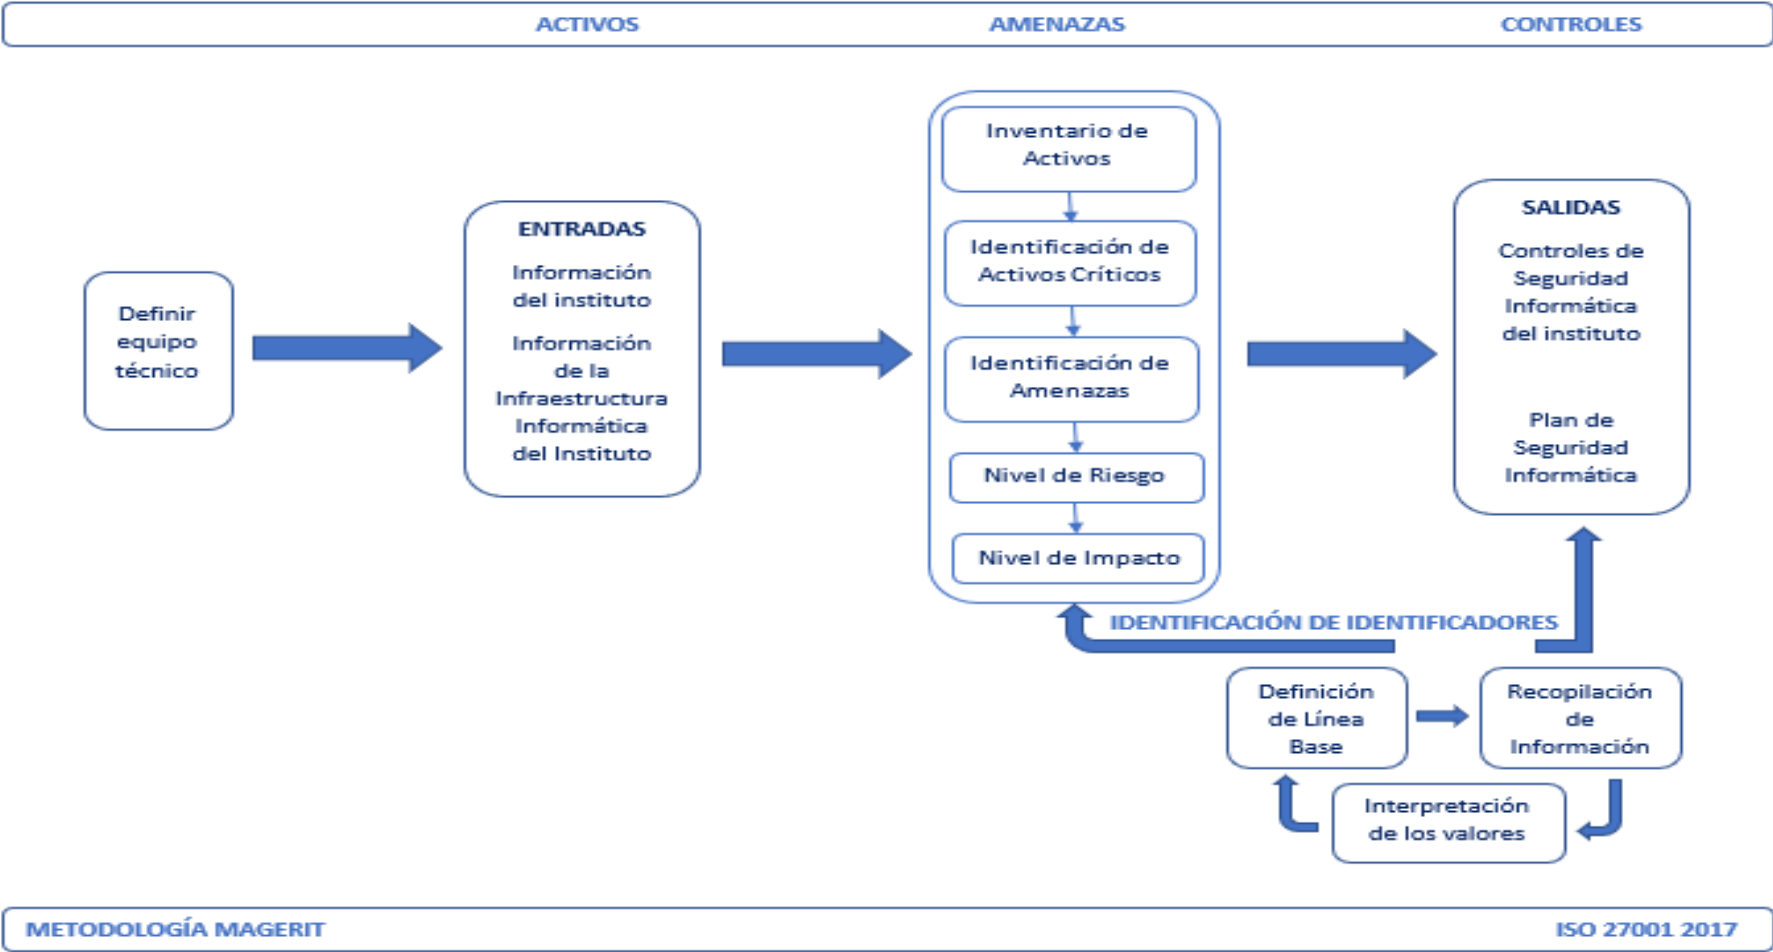 ACTIVOS AMENAZAS CONTROLES
Definir
equipo
técnico
ENTRADAS
Información
del instituto
Información
de la
Infraestructura
Informática
del Instituto
Inventario de
Activos
Identificación de
Activos Críticos
Identificación de
Amenazas
Nivel de Riesgo
Nivel de Impacto
SALIDAS
Controles de
Seguridad
Informática
del instituto
Plan de
Seguridad
Informática
IDENTIFICACIÓN DE IDENTIFICADORES
Definición
de Línea
Base
Recopilación
de
Información
Interpretación
de los valores
METODOLOGÍA MAGERIT ISO 27001 2017